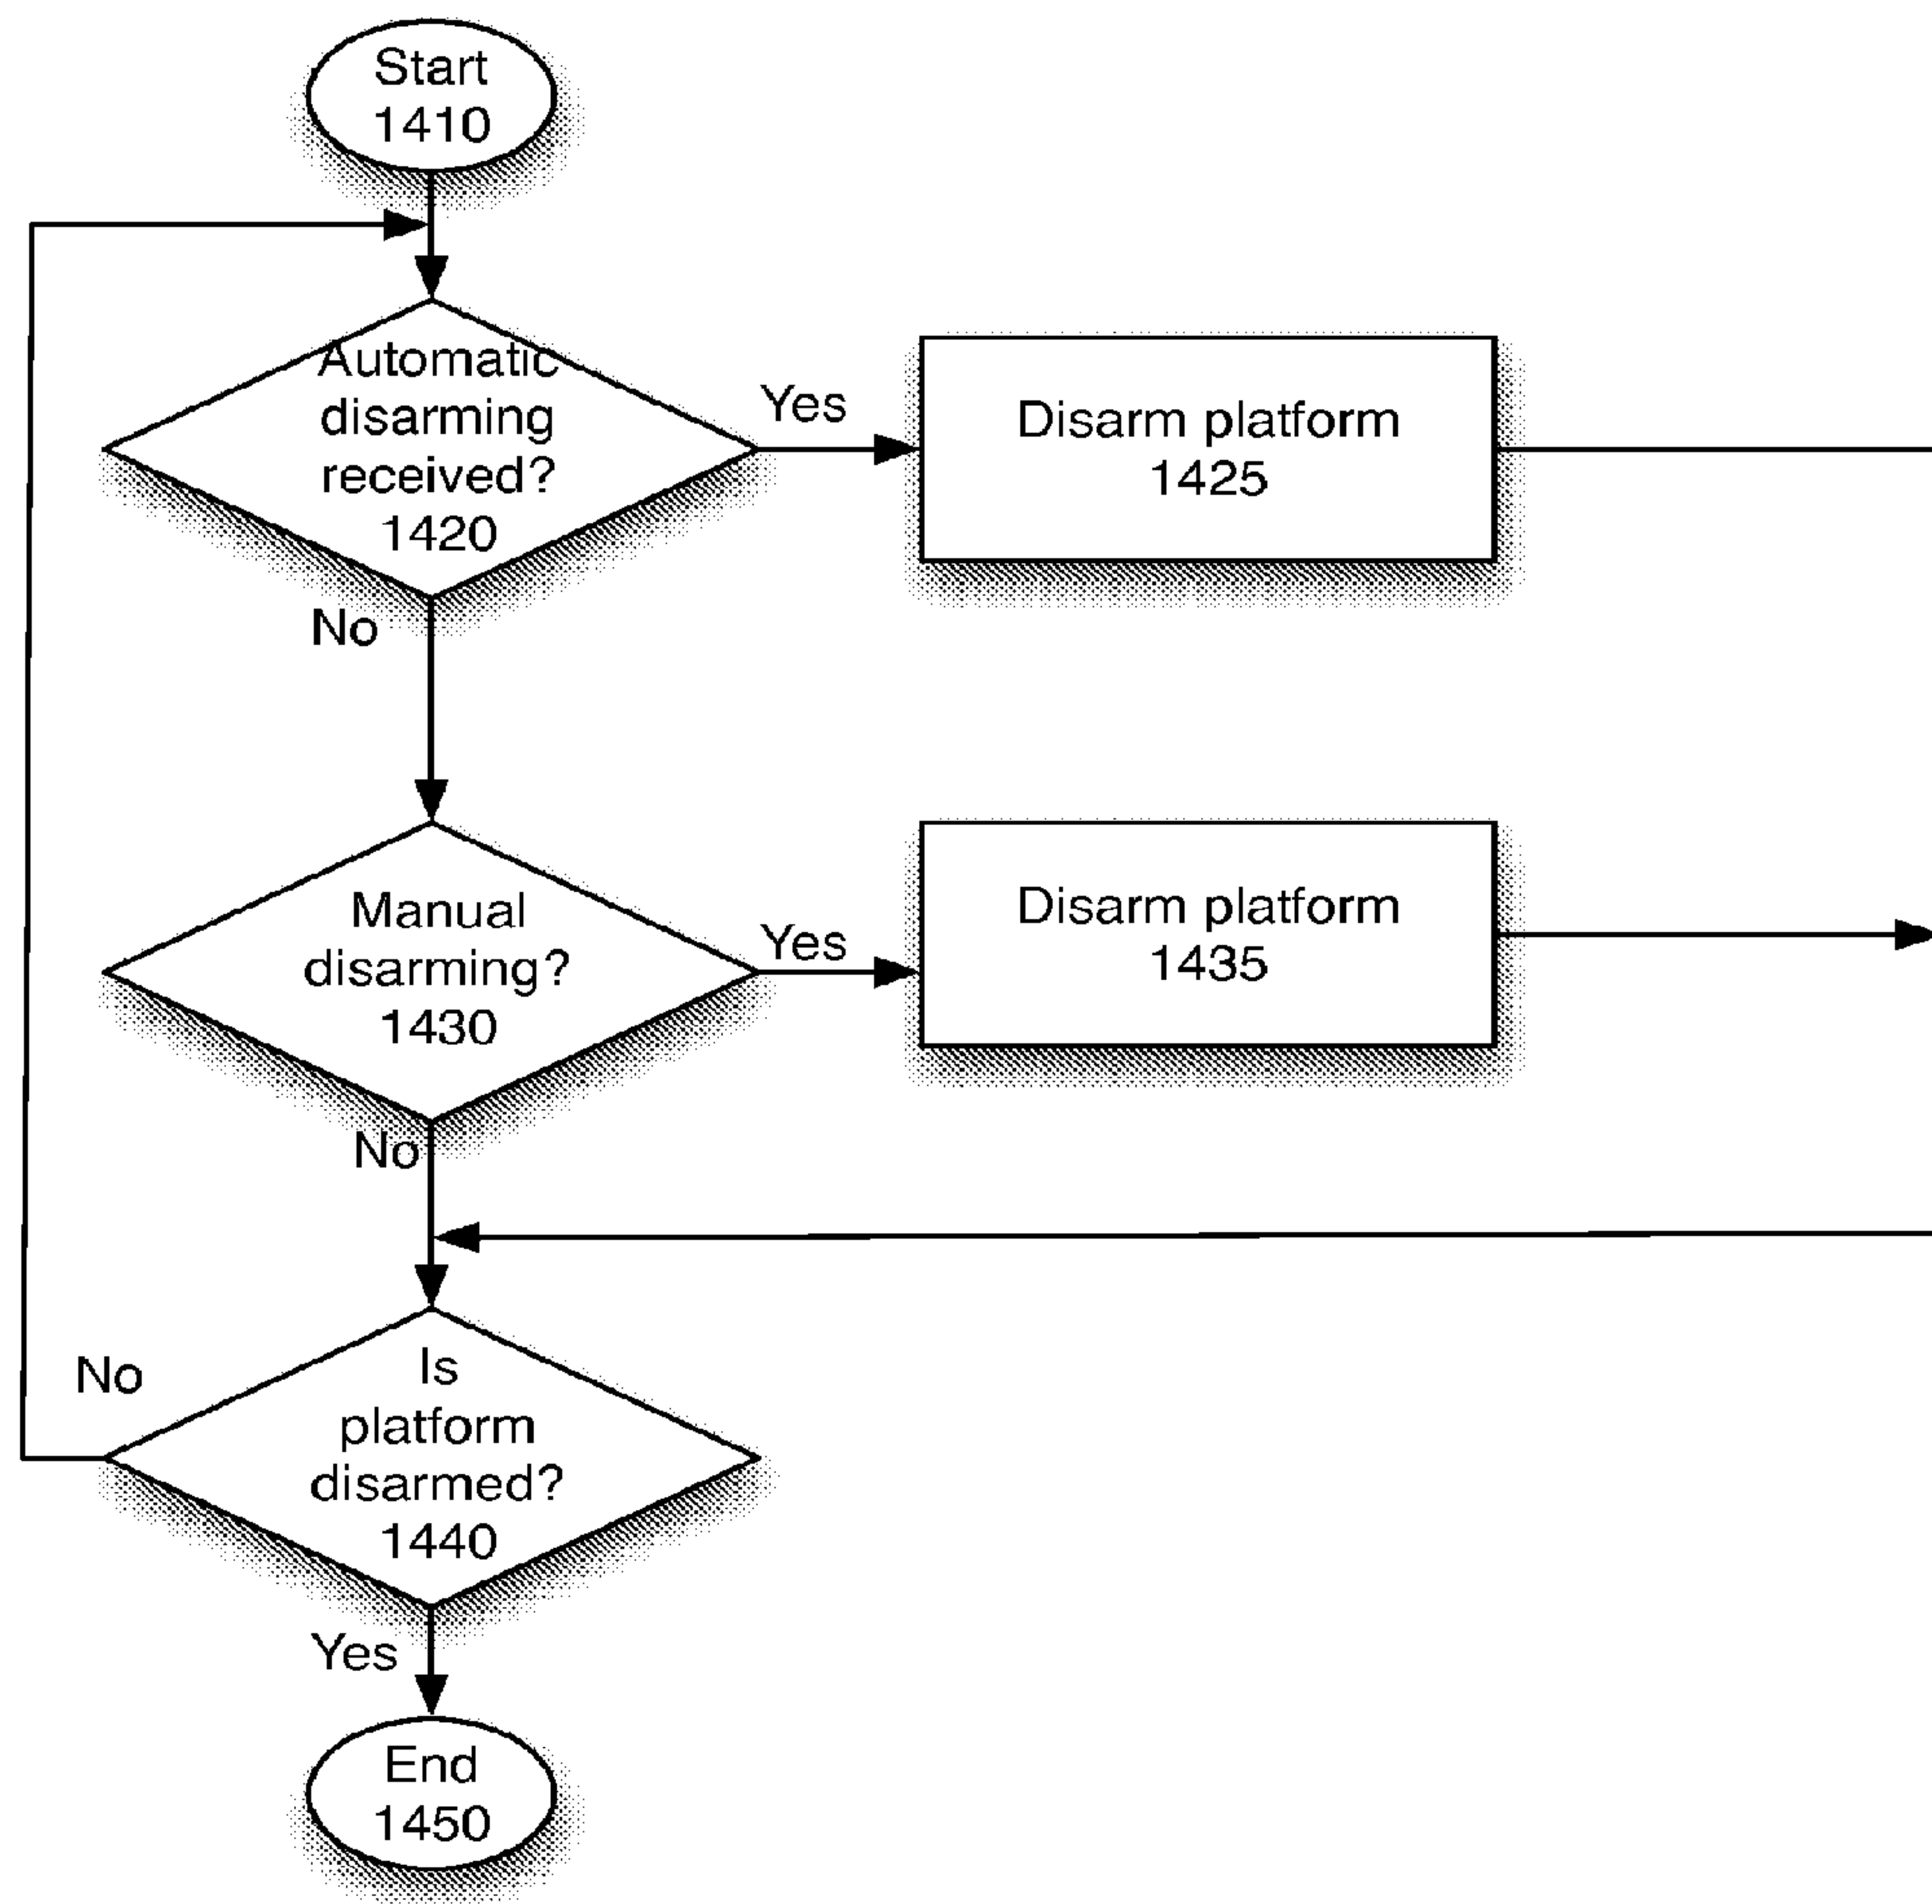 Start
1410
Automatic
disarming
received?
1420
Yes
Disarm platform
1425
No
Manual
disarming?
1430
Yes
Disarm platform
1435
No
Is
platform
disarmed?
1440
No
Yes
End
1450